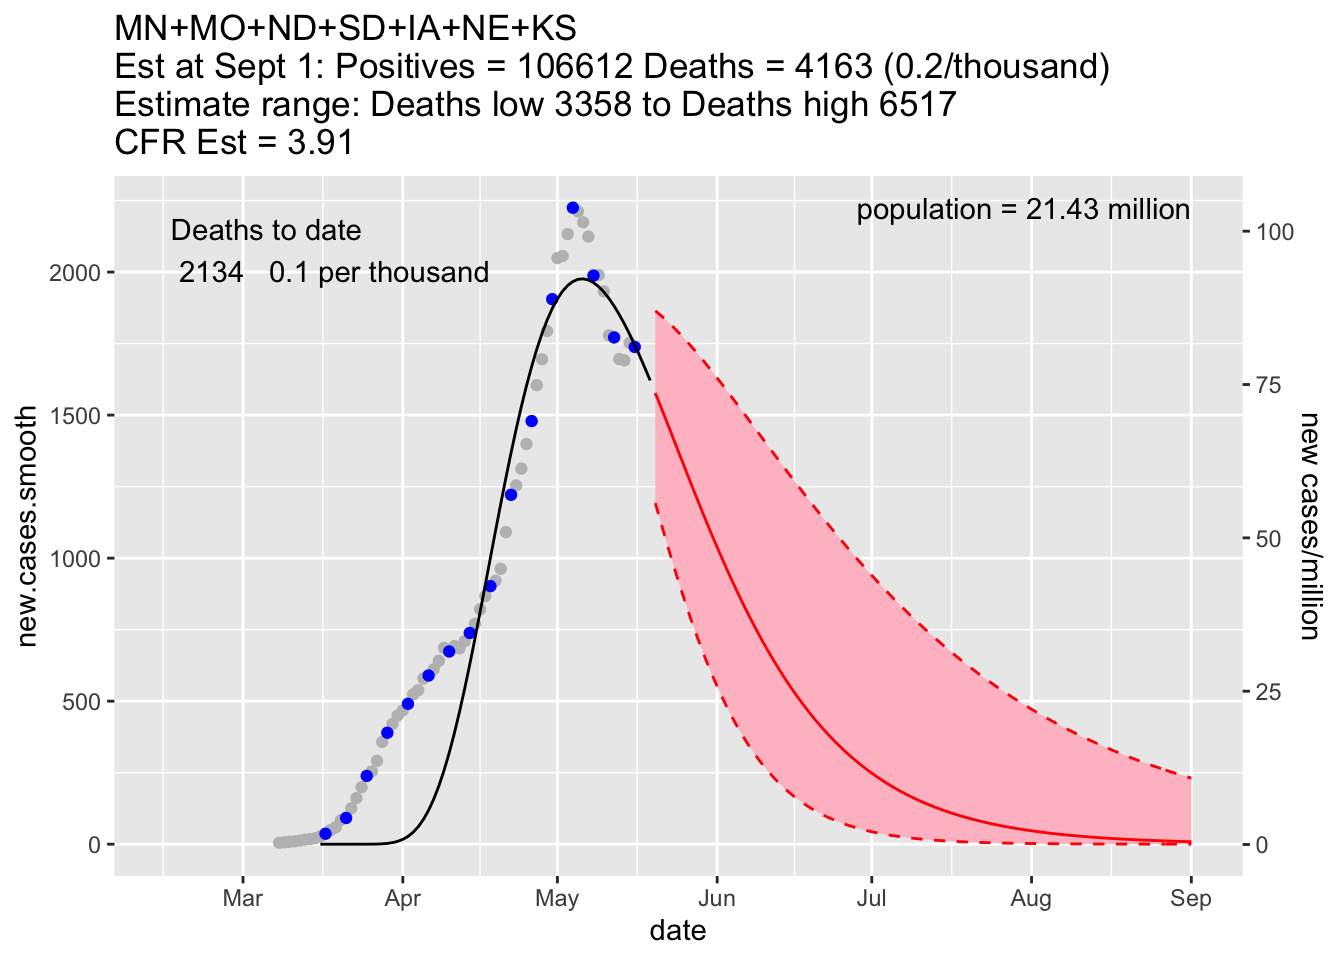 MN+MO+ND+SD+IA+NE+KS
Est at Sept 1: Positives = 106612 Deaths = 4163 (0.2/thousand)
Estimate range: Deaths low 3358 to Deaths high 6517
CFR Est = 3.91
population = 21.43 million
Deaths to date
2134 0.1 per thousand
new.cases.smooth
2000
1500
1000
500
0
100
75
50
25
0
new cases/million
Mar Apr May Jun Jul Aug Sep
date